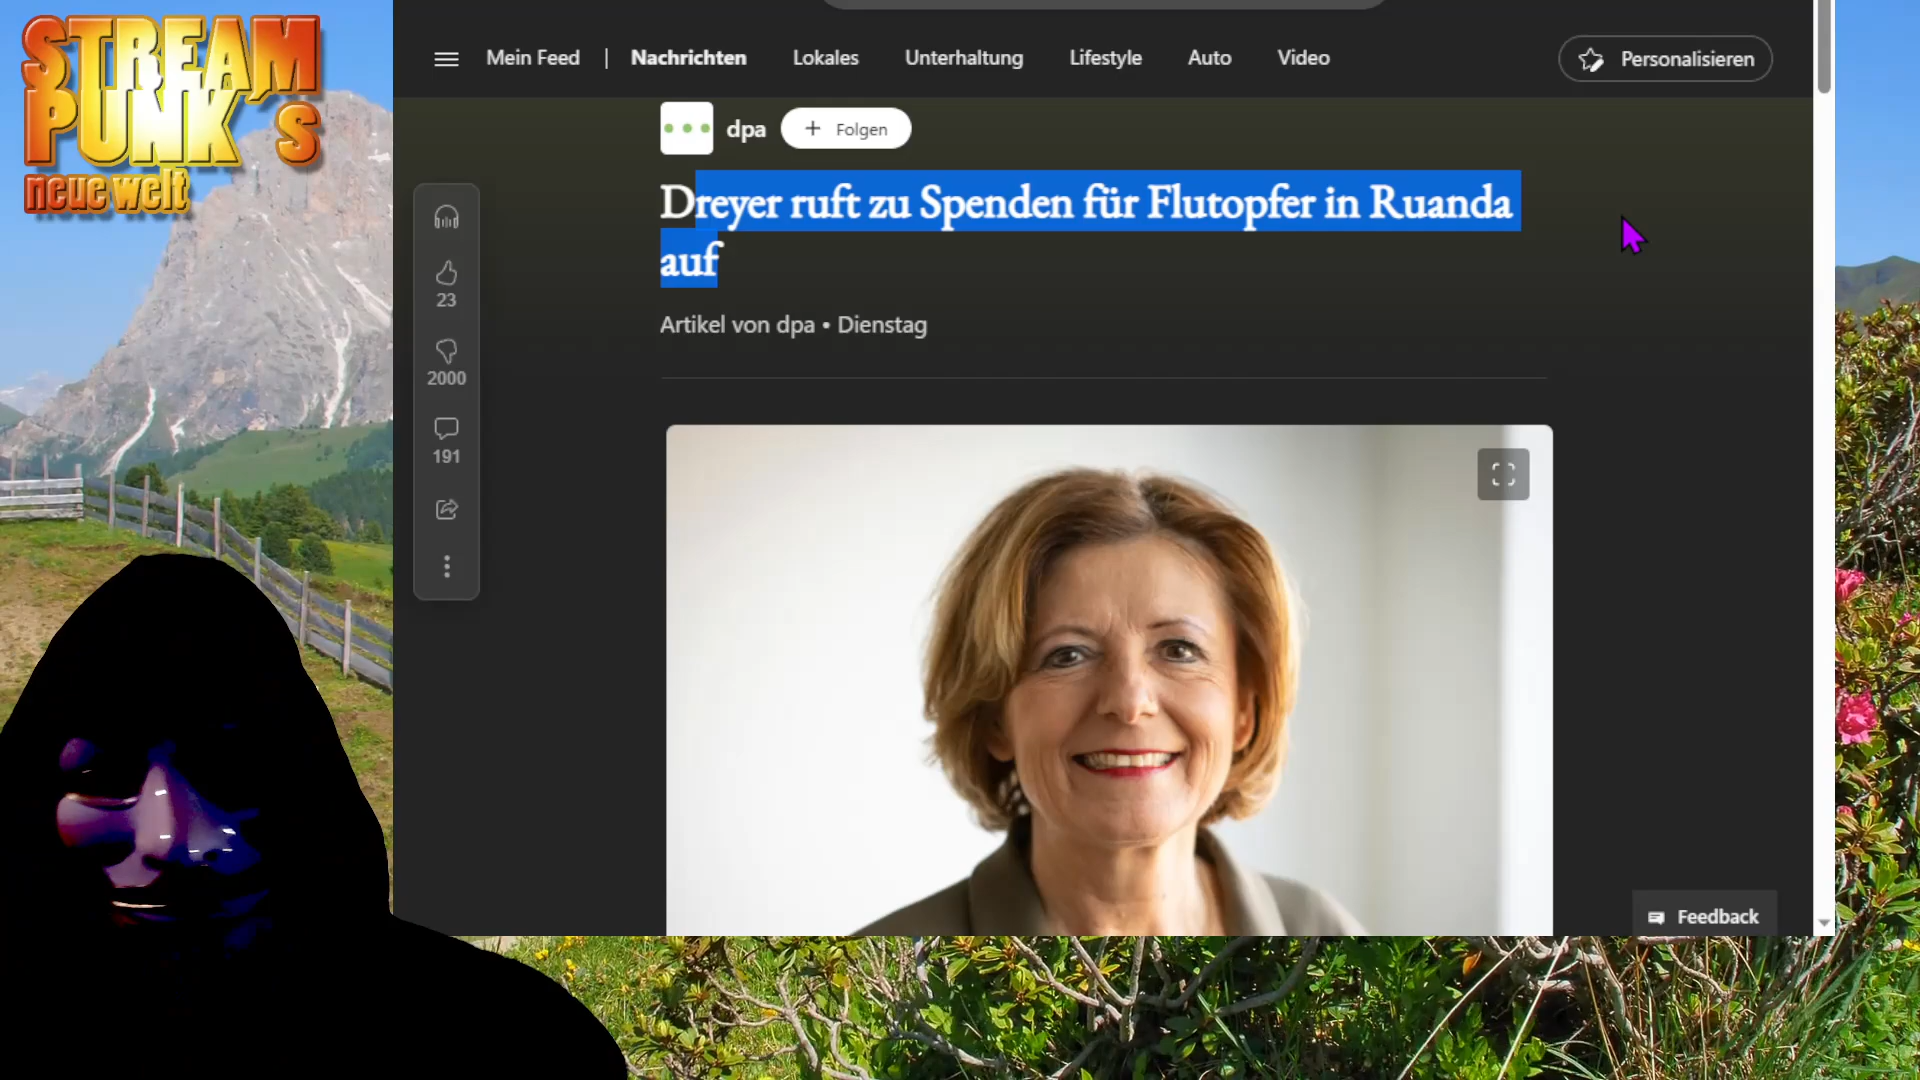 STREAM
PUNK´s
neue welt
Mein Feed | Nachrichten Lokales Unterhaltung Lifestyle Auto Video Personalisieren
dpa + Folgen
Dreyer ruft zu Spenden für Flutopfer in Ruanda
auf
Artikel von dpa • Dienstag
23
2000
191
Feedback